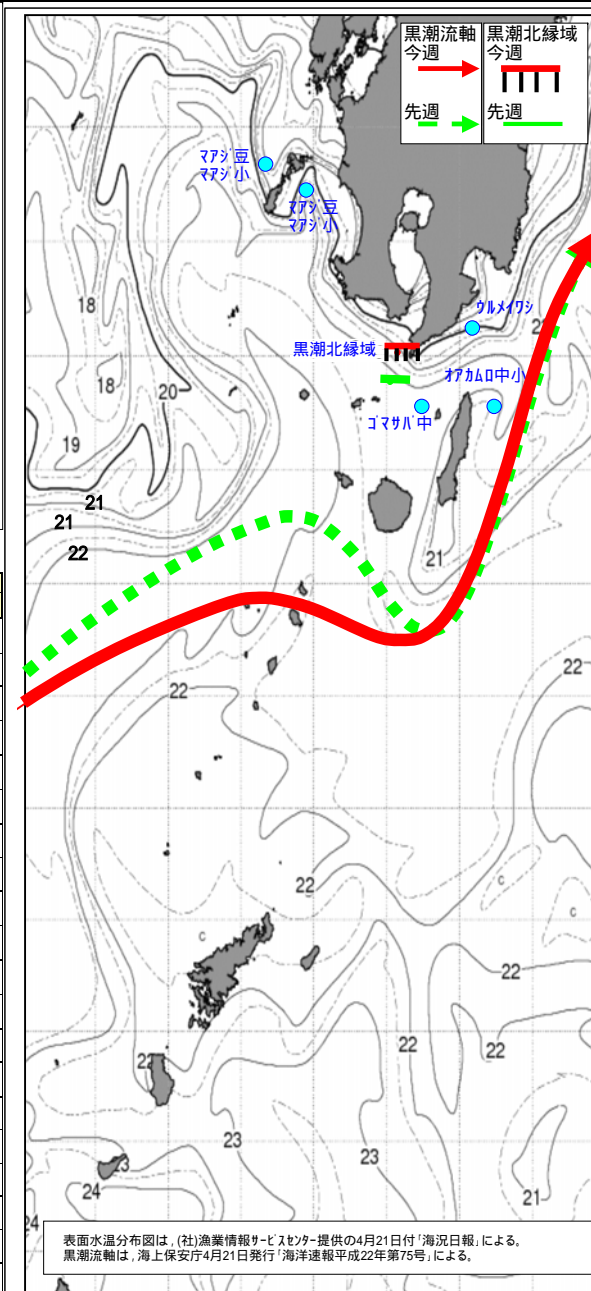 黒潮流軸
今週
先週
黒潮北縁域
今週
先週
マアジ豆
マアジ小
マアジ豆
マアジ小
ウルメイワシ
黒潮北縁域
オアカムロ中小
ゴマサバ中
18
18
19
20
21
21
22
21
22
22
22
c
c
c
22
22
22
22
23
23
23
24
24
21
表面水温分布図は,(社)漁業情報サービスセンター提供の4月21日付「海況日報」による。
黒潮流軸は,海上保安庁4月21日発行「海洋速報平成22年第75号」による。